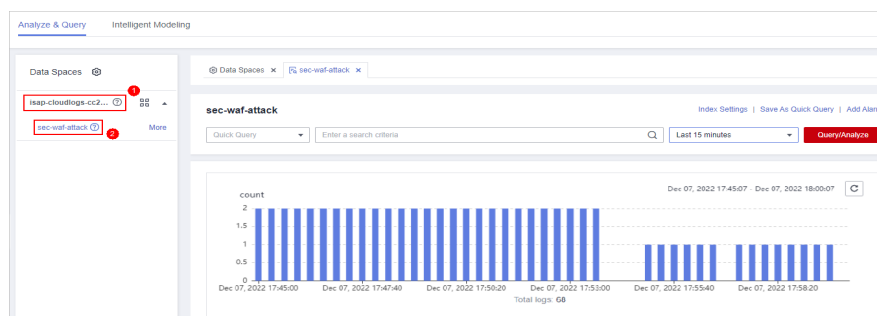 Analyze & Query Intelligent Modeling
Data Spaces
Data Spaces × sec-waf-attack ×
1
isap-cloudlogs-cc2... ?
sec-waf-attack ? More
2
sec-waf-attack
Index Settings | Save As Quick Query | Add Alar
Quick Query Enter a search criteria Last 15 minutes Query/Analyze
Dec 07, 2022 17:45:07 - Dec 07, 2022 18:00:07
count
2
1.5
1
0.5
0
Dec 07, 2022 17:45:00 Dec 07, 2022 17:47:40 Dec 07, 2022 17:50:20 Dec 07, 2022 17:53:00 Dec 07, 2022 17:55:40 Dec 07, 2022 17:58:20
Total logs: 68